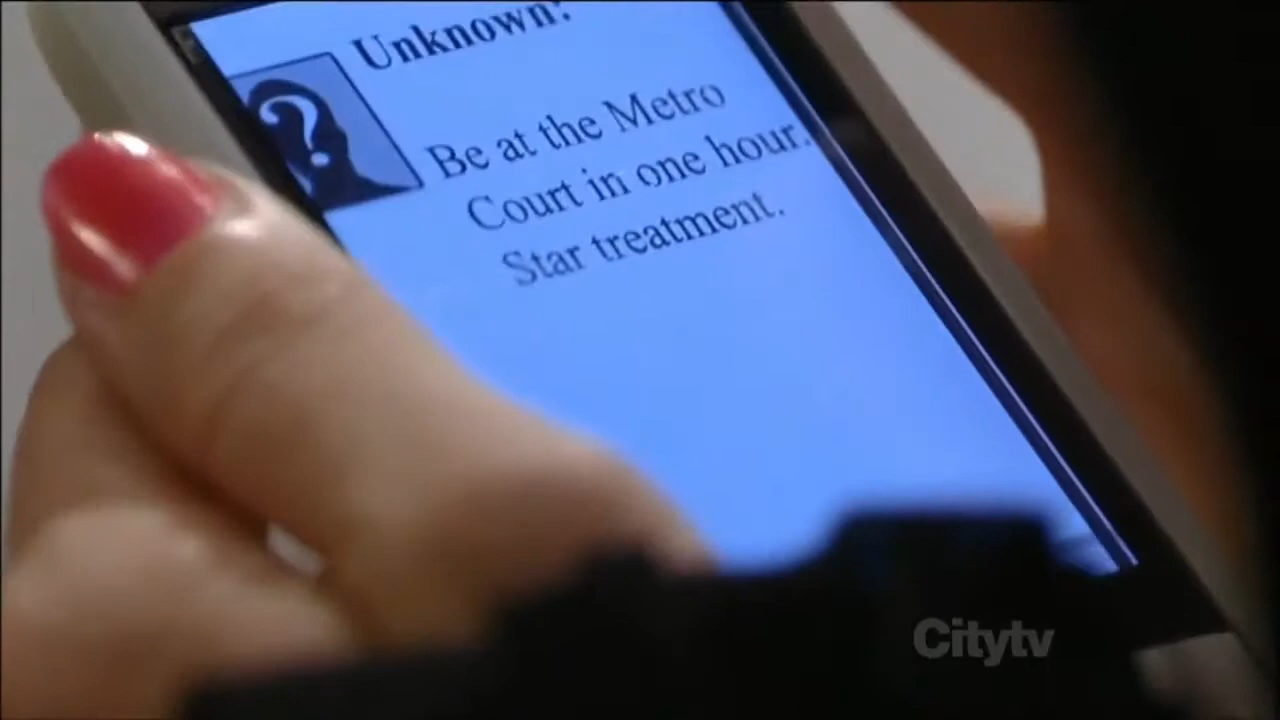 Unknown:
Be at the Metro
Court in one hour.
Star treatment.
Citytv